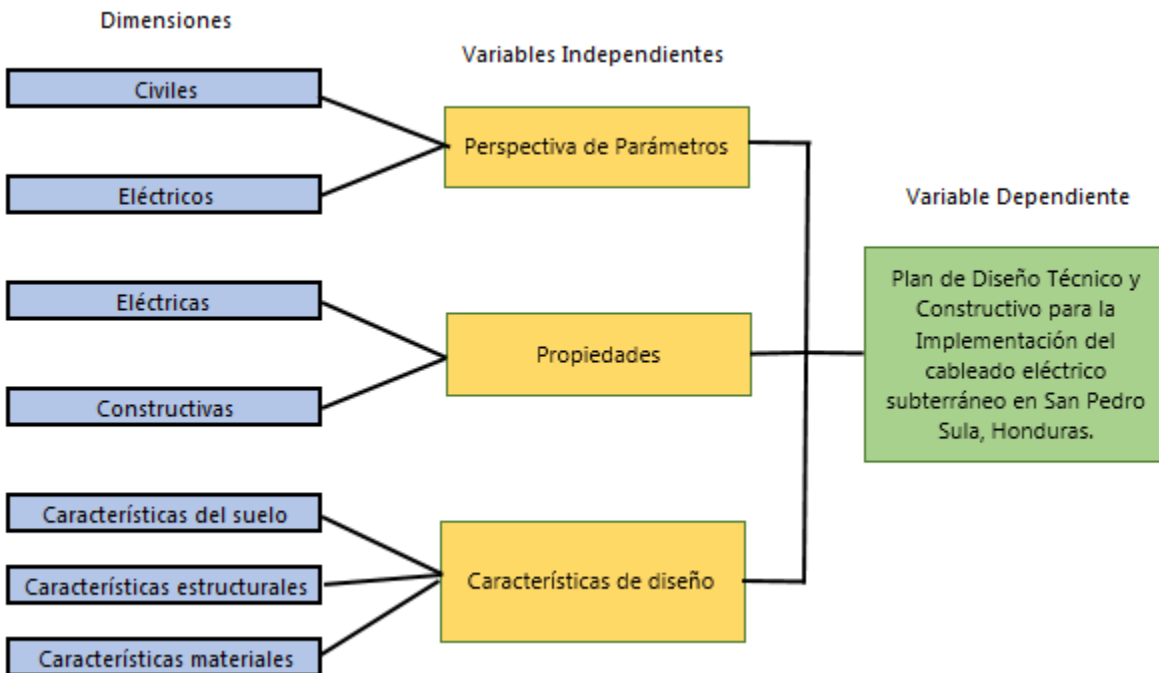 Dimensiones
Civiles
Eléctricos
Eléctricas
Constructivas
Características del suelo
Características estructurales
Características materiales
Variables Independientes
Perspectiva de Parámetros
Propiedades
Características de diseño
Variable Dependiente
Plan de Diseño Técnico y
Constructivo para la
Implementación del
cableado eléctrico
subterráneo en San Pedro
Sula, Honduras.